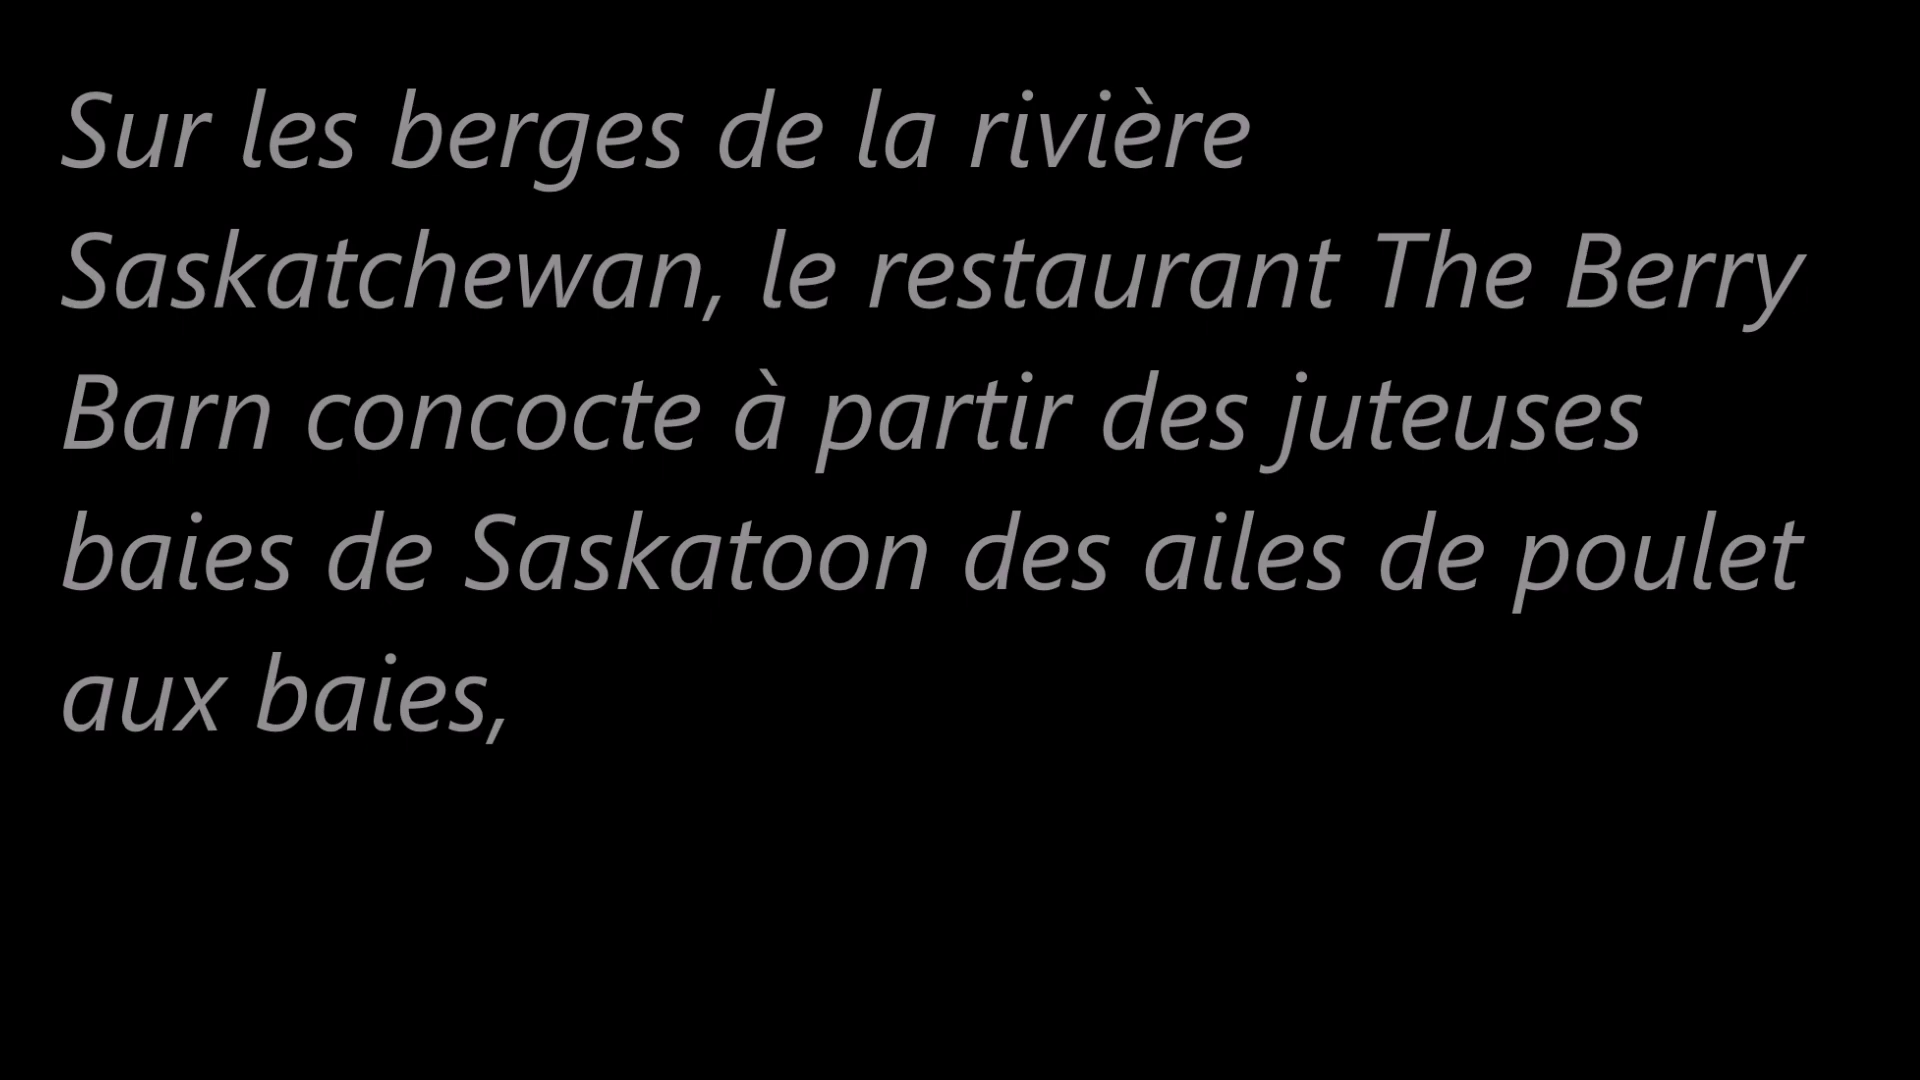 Sur les berges de la rivière
Saskatchewan, le restaurant The Berry
Barn concocte à partir des juteuses
baies de Saskatoon des ailes de poulet
aux baies,